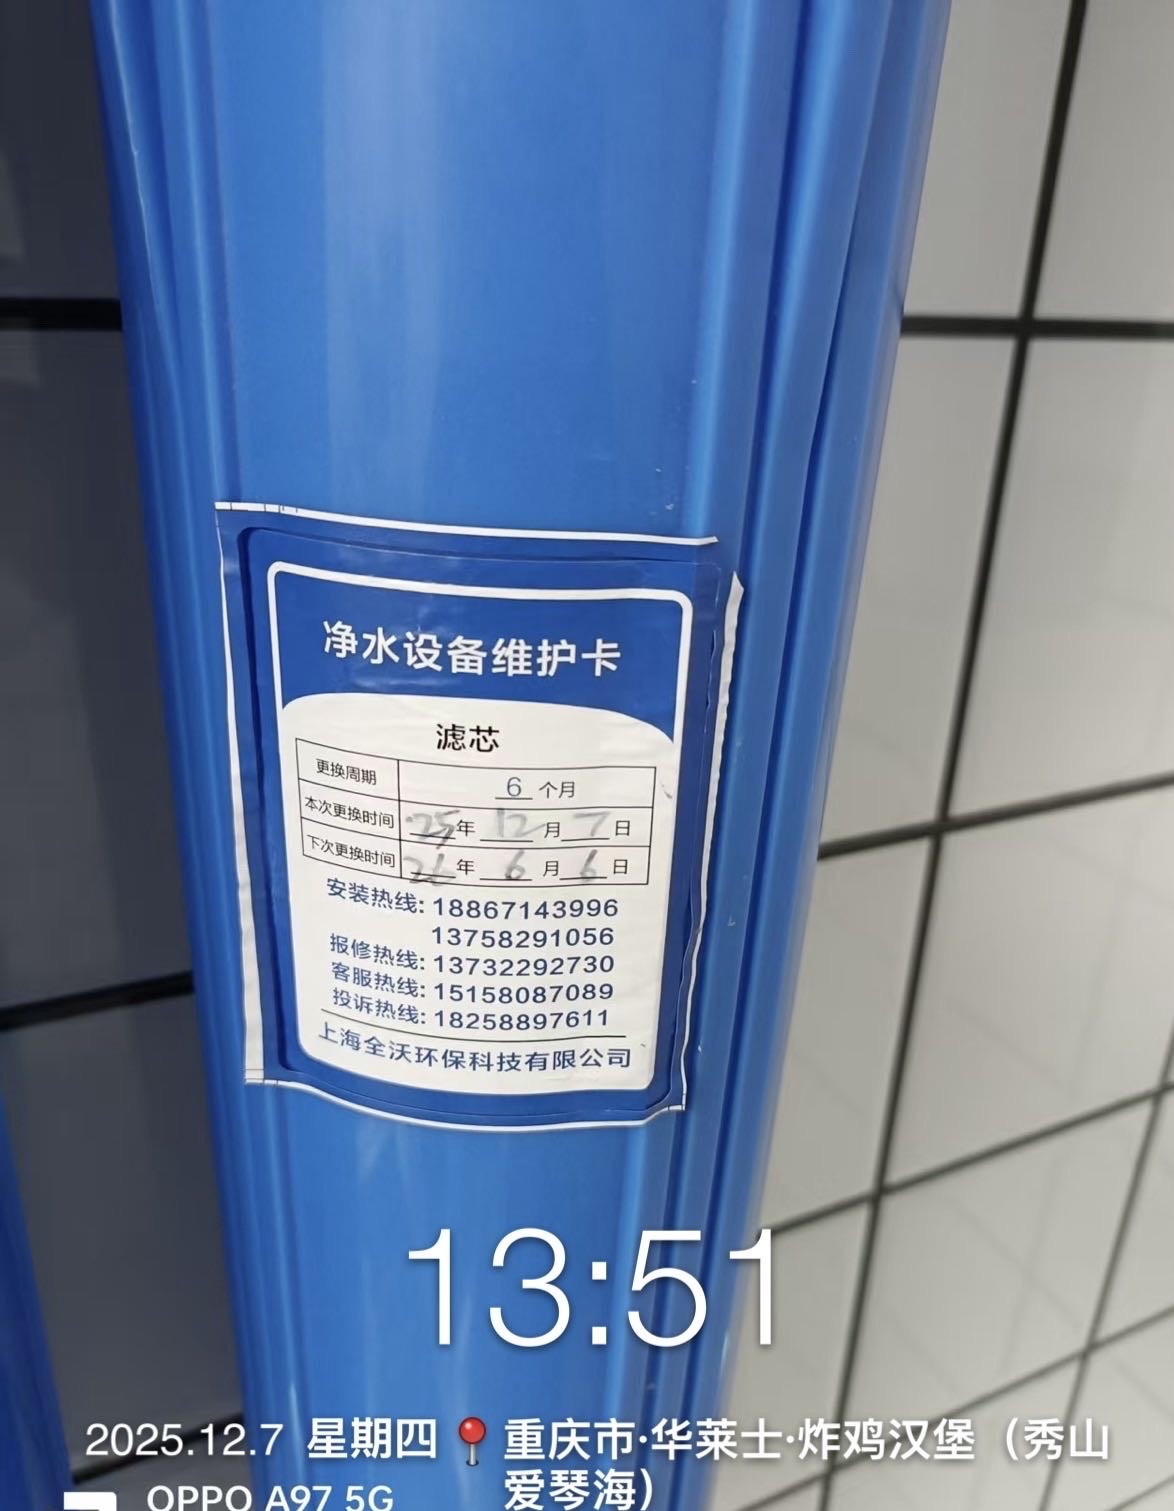 净水设备维护卡
滤芯
更换周期 6 个月
本次更换时间 25 年 12 月 7 日
下次更换时间 26 年 6 月 6 日
安装热线: 18867143996
13758291056
报修热线: 13732292730
客服热线: 15158087089
投诉热线: 18258897611
上海全沃环保科技有限公司
13:51
2025.12.7 星期四 重庆市·华莱士·炸鸡汉堡（秀山
爱琴海）
OPPO A97 5G